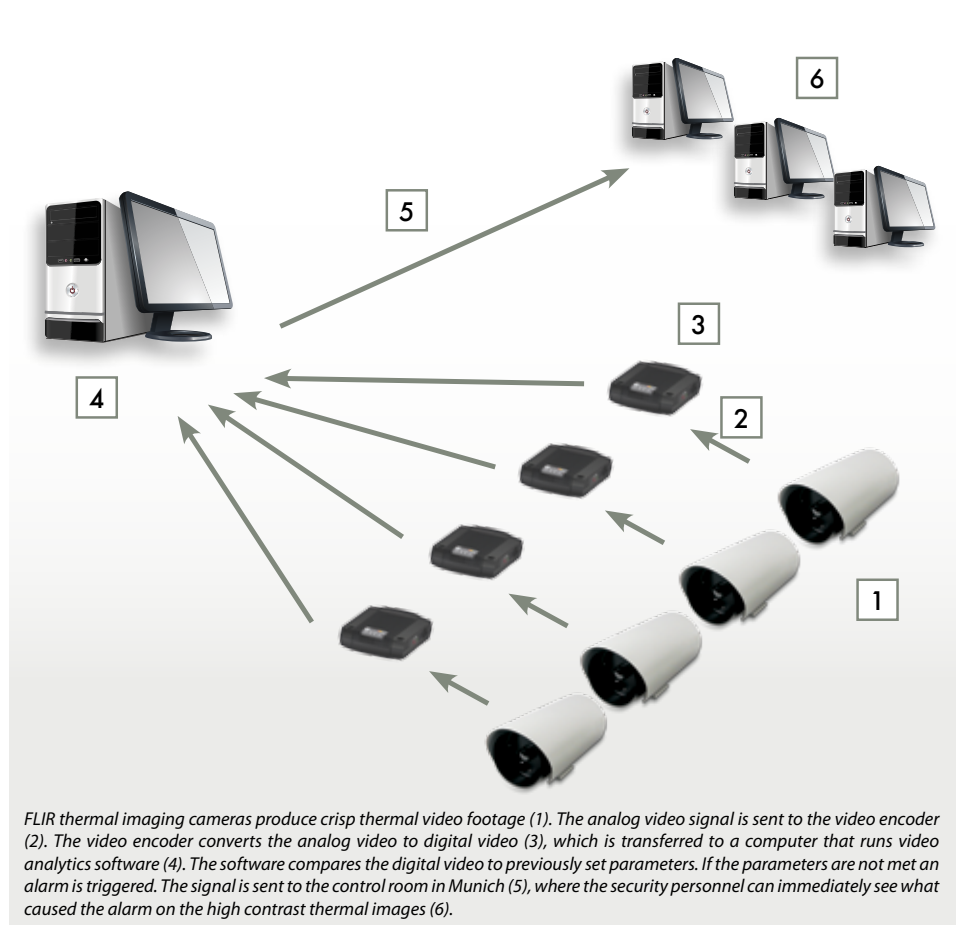 6
5
3
4
2
1
FLIR thermal imaging cameras produce crisp thermal video footage (1). The analog video signal is sent to the video encoder
(2). The video encoder converts the analog video to digital video (3), which is transferred to a computer that runs video
analytics software (4). The software compares the digital video to previously set parameters. If the parameters are not met an
alarm is triggered. The signal is sent to the control room in Munich (5), where the security personnel can immediately see what
caused the alarm on the high contrast thermal images (6).